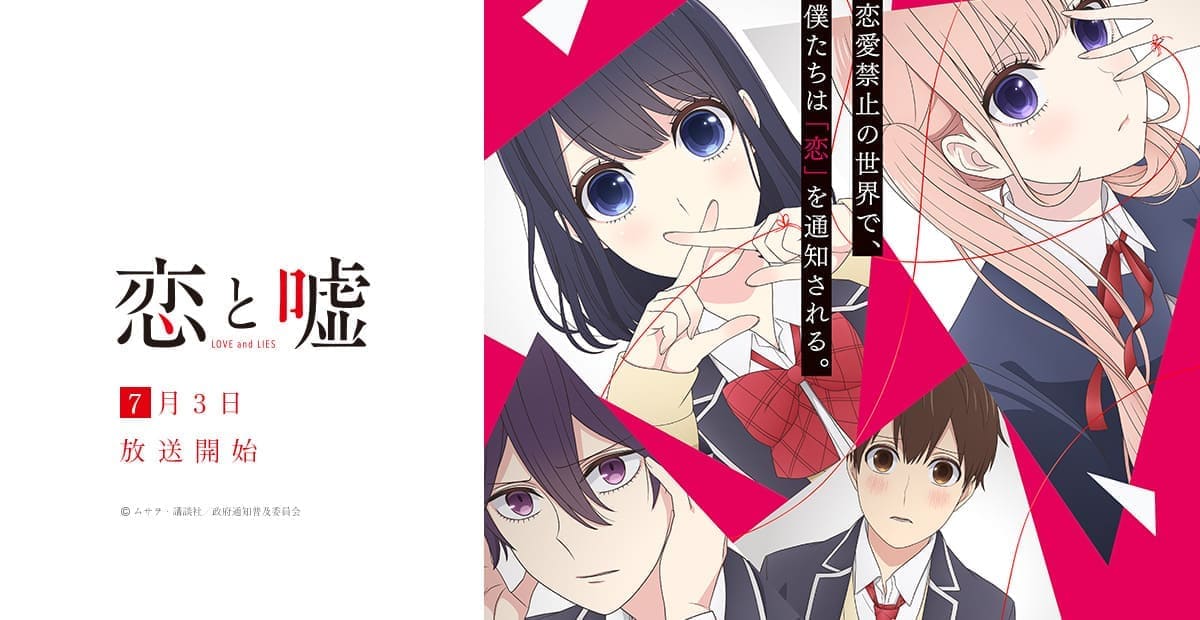 恋と嘘
LOVE and LIES
7月3日
放送開始
© ムサヲ・講談社／政府通知普及委員会
恋愛禁止の世界で、
僕たちは「恋」を通知される。